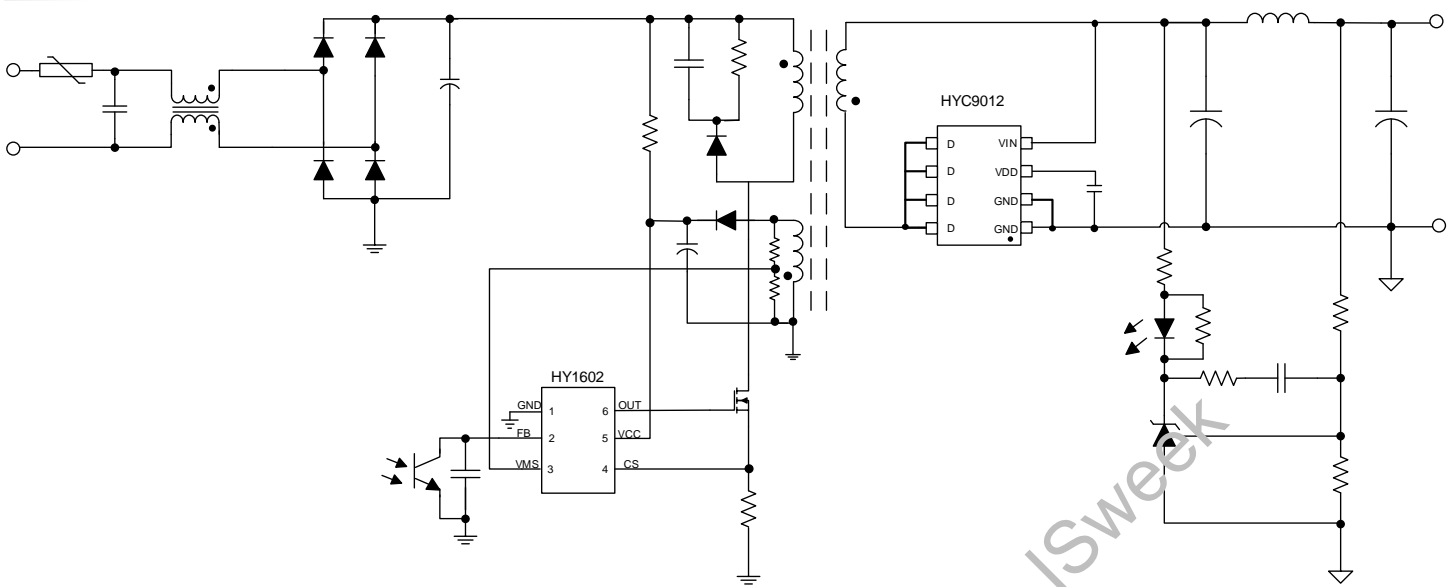 HYC9012
D VIN
D VDD
D GND
D GND
HY1602
GND 1 6 OUT
FB 2 5 VCC
VMS 3 4 CS
ISweek